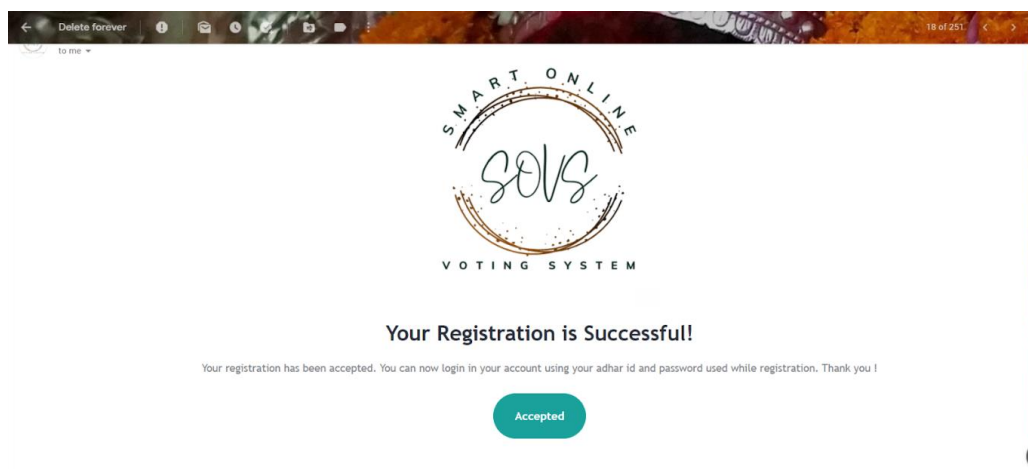 Delete forever
18 of 251
to me
SMART ONLINE
SOVS
VOTING SYSTEM
Your Registration is Successful!
Your registration has been accepted. You can now login in your account using your adhar id and password used while registration. Thank you !
Accepted